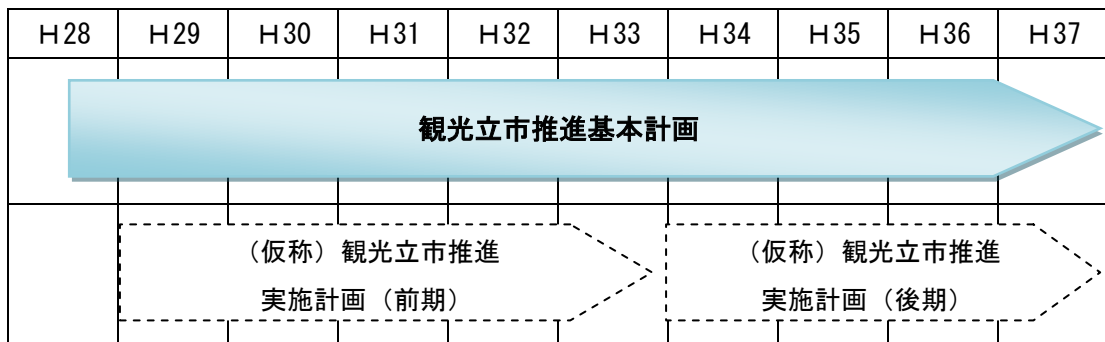 H28 H29 H30 H31 H32 H33 H34 H35 H36 H37
観光立市推進基本計画
（仮称）観光立市推進
実施計画（前期）
（仮称）観光立市推進
実施計画（後期）